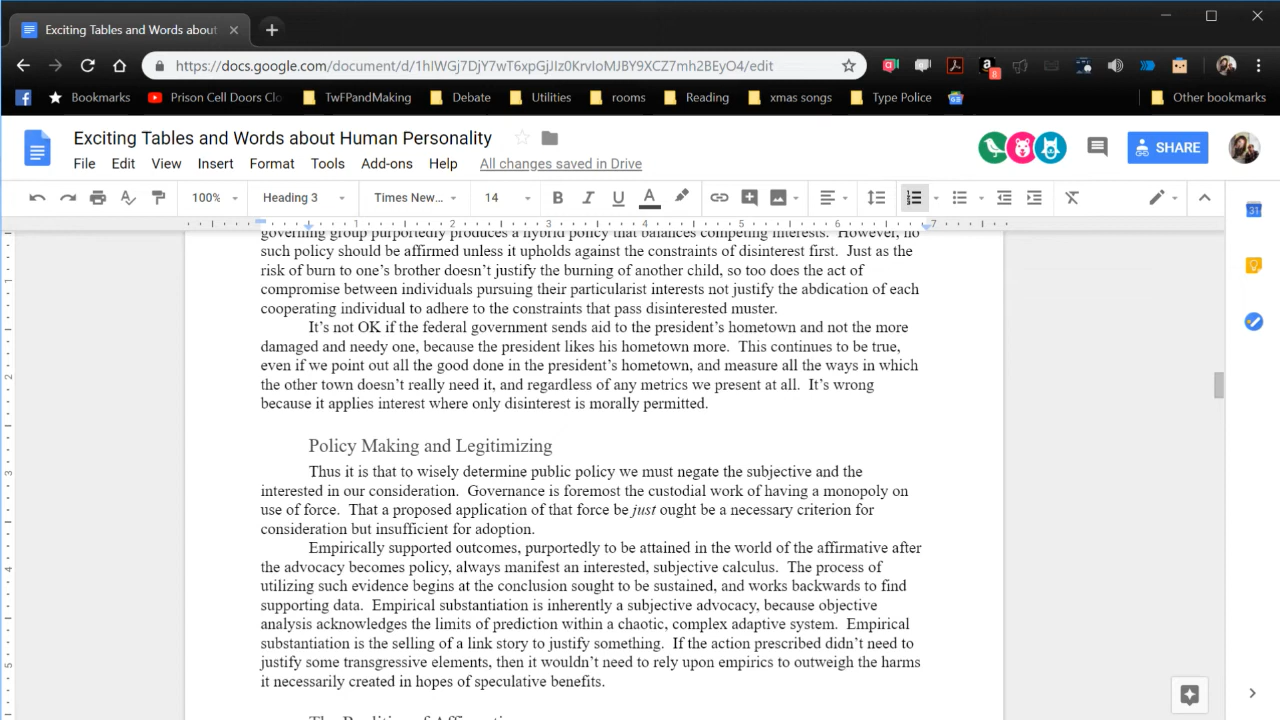 Exciting Tables and Words about
https://docs.google.com/document/d/1hIWGj7DjY7wT6xpGjJIz0KrvIoMJBY9XCZ7mh2BEyO4/edit
8
Bookmarks Prison Cell Doors Clo TwFPandMaking Debate Utilities rooms Reading xmas songs Type Police Other bookmarks
Exciting Tables and Words about Human Personality
SHARE
File Edit View Insert Format Tools Add-ons Help All changes saved in Drive
100% Heading 3 Times New... 14 B I U A
31
1 2 3 4 5 6 7
governing group purportedly produces a hybrid policy that balances competing interests. However, no
such policy should be affirmed unless it upholds against the constraints of disinterest first. Just as the
risk of burn to one's brother doesn't justify the burning of another child, so too does the act of
compromise between individuals pursuing their particularist interests not justify the abdication of each
cooperating individual to adhere to the constraints that pass disinterested muster.
It's not OK if the federal government sends aid to the president's hometown and not the more
damaged and needy one, because the president likes his hometown more. This continues to be true,
even if we point out all the good done in the president's hometown, and measure all the ways in which
the other town doesn't really need it, and regardless of any metrics we present at all. It's wrong
because it applies interest where only disinterest is morally permitted.
Policy Making and Legitimizing
Thus it is that to wisely determine public policy we must negate the subjective and the
interested in our consideration. Governance is foremost the custodial work of having a monopoly on
use of force. That a proposed application of that force be just ought be a necessary criterion for
consideration but insufficient for adoption.
Empirically supported outcomes, purportedly to be attained in the world of the affirmative after
the advocacy becomes policy, always manifest an interested, subjective calculus. The process of
utilizing such evidence begins at the conclusion sought to be sustained, and works backwards to find
supporting data. Empirical substantiation is inherently a subjective advocacy, because objective
analysis acknowledges the limits of prediction within a chaotic, complex adaptive system. Empirical
substantiation is the selling of a link story to justify something. If the action prescribed didn't need to
justify some transgressive elements, then it wouldn't need to rely upon empirics to outweigh the harms
it necessarily created in hopes of speculative benefits.
1
2
3
4
5